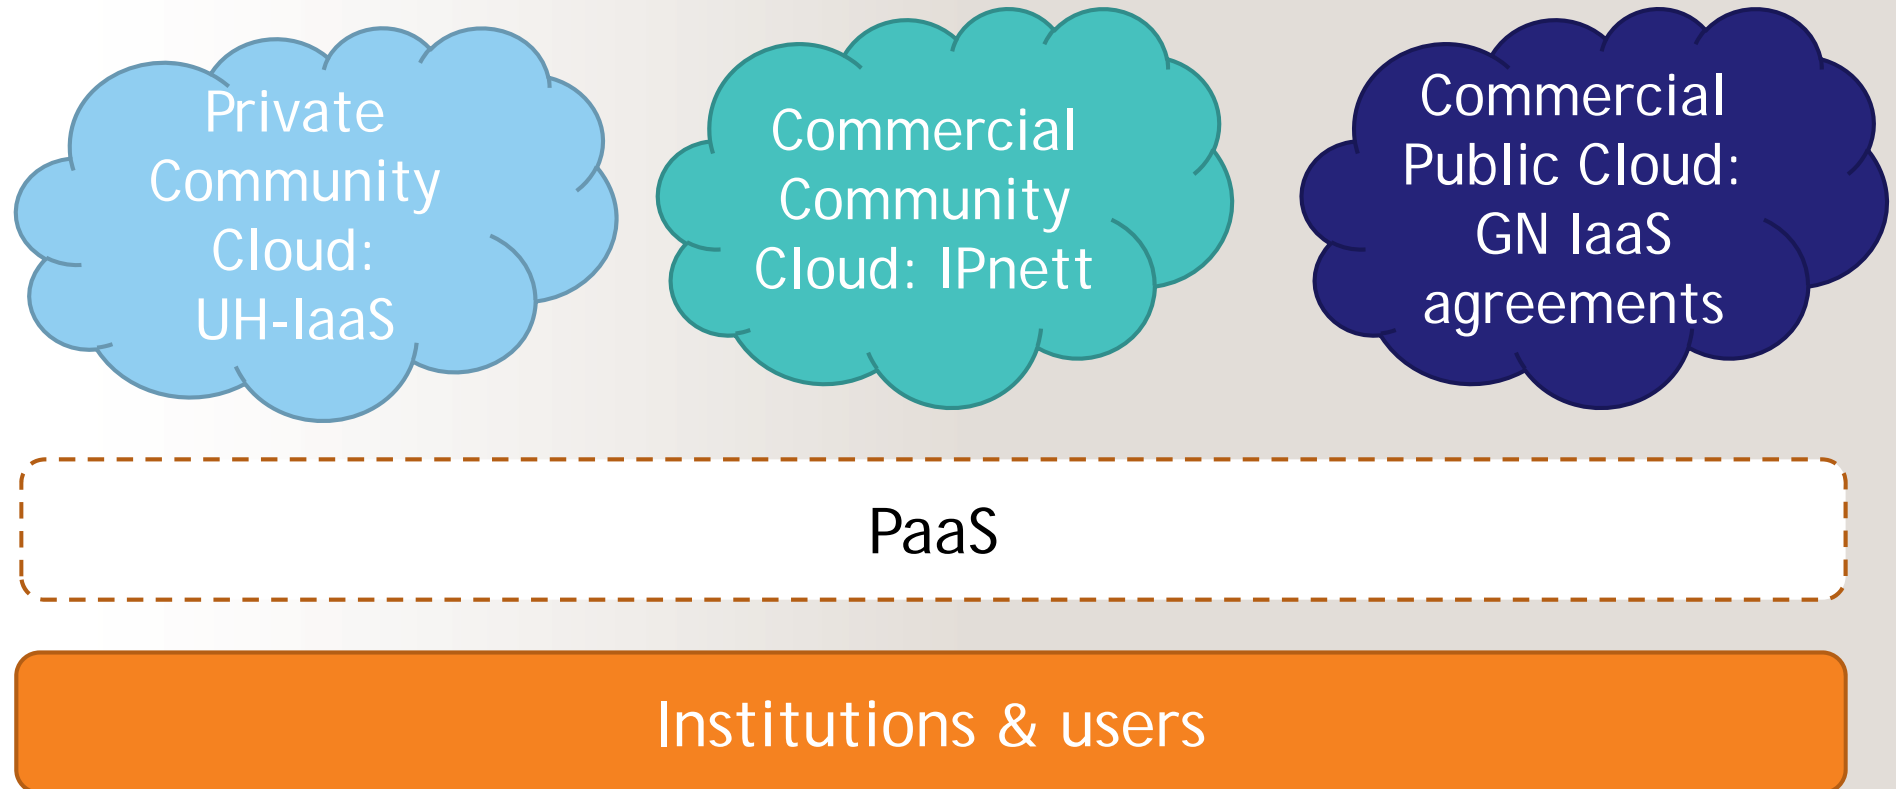 Private
Community
Cloud:
UH-IaaS
Commercial
Community
Cloud: IPnett
Commercial
Public Cloud:
GN IaaS
agreements
PaaS
Institutions & users